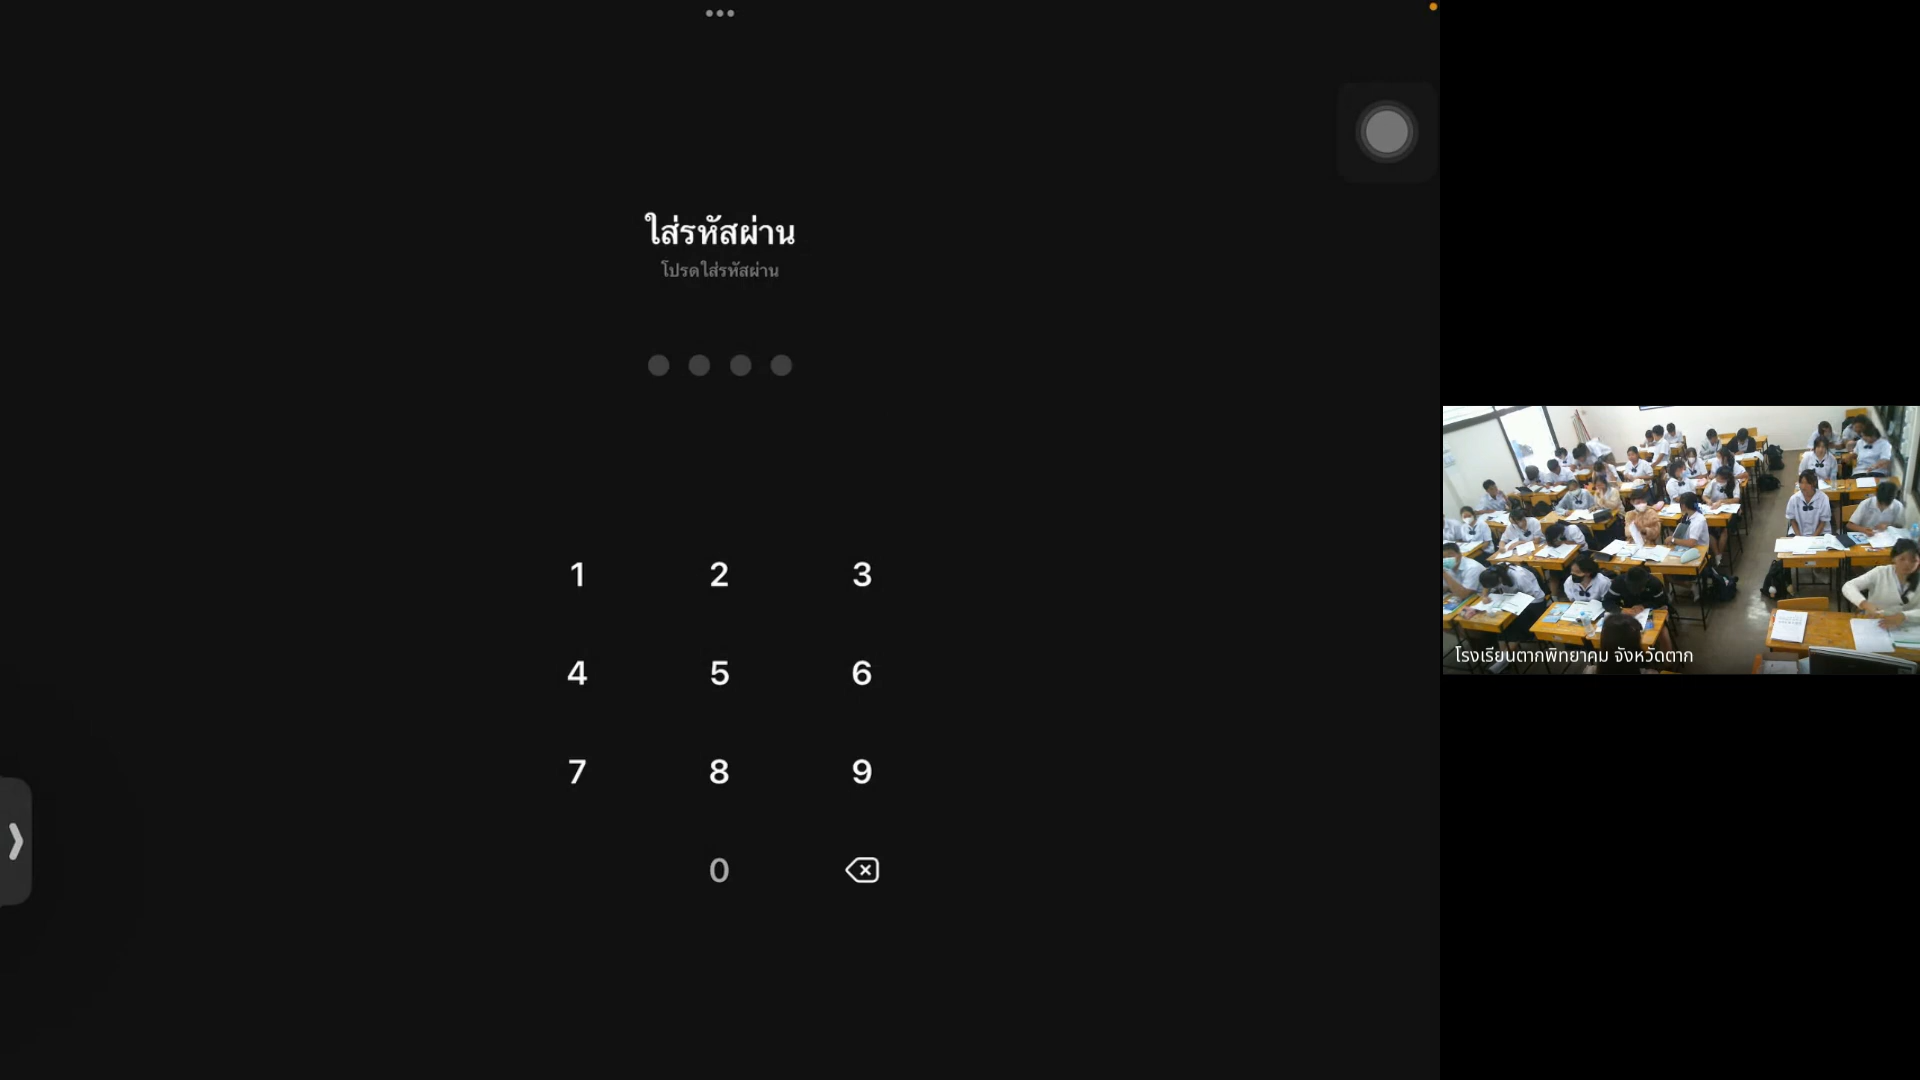 ใส่รหัสผ่าน
โปรดใส่รหัสผ่าน
1 2 3
4 5 6
7 8 9
0
โรงเรียนตากพิทยาคม จังหวัดตาก